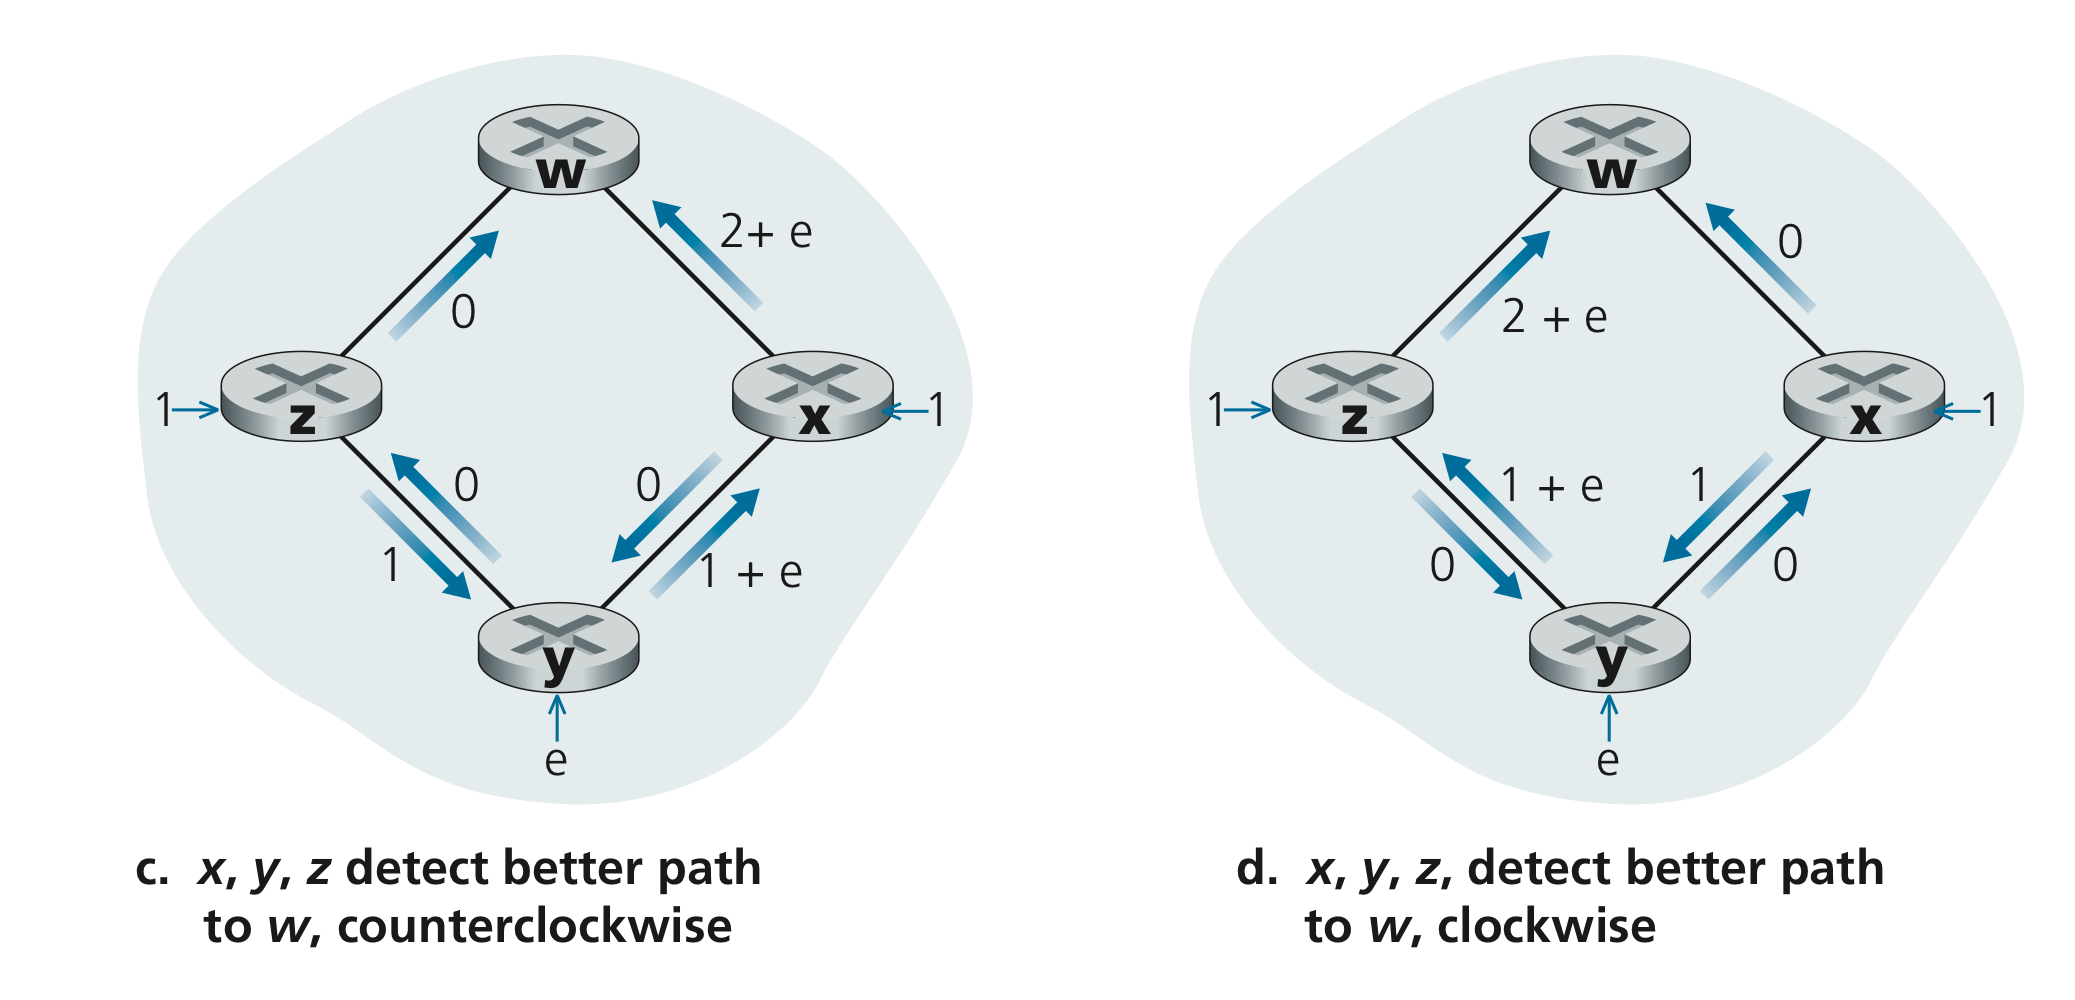 w
2+ e
0
1
z
x
1
0
0
1
1 + e
y
e
c. x, y, z detect better path
to w, counterclockwise
w
0
2 + e
1
z
x
1
1 + e
1
0
0
y
e
d. x, y, z, detect better path
to w, clockwise